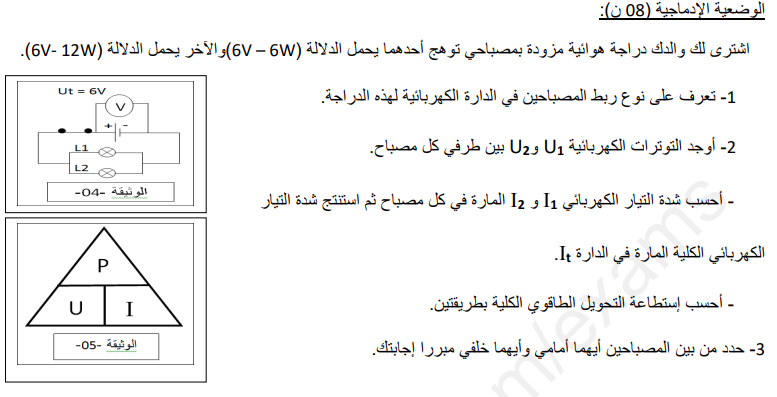 الوضعية الإدماجية (08 ن):
اشترى لك والدك دراجة هوائية مزودة بمصباحي توهج أحدهما يحمل الدلالة (6V – 6W)والآخر يحمل الدلالة (6V- 12W).
1- تعرف على نوع ربط المصباحين في الدارة الكهربائية لهذه الدراجة.
2- أوجد التوترات الكهربائية U1 وU2 بين طرفي كل مصباح.
- أحسب شدة التيار الكهربائي I1 و I2 المارة في كل مصباح ثم استنتج شدة التيار
الكهربائي الكلية المارة في الدارة It.
- أحسب إستطاعة التحويل الطاقوي الكلية بطريقتين.
3- حدد من بين المصباحين أيهما أمامي وأيهما خلفي مبررا إجابتك.
Ut = 6V
V
+ -
L1
L2
الوثيقة -04-
P
U I
الوثيقة -05-
m/exams